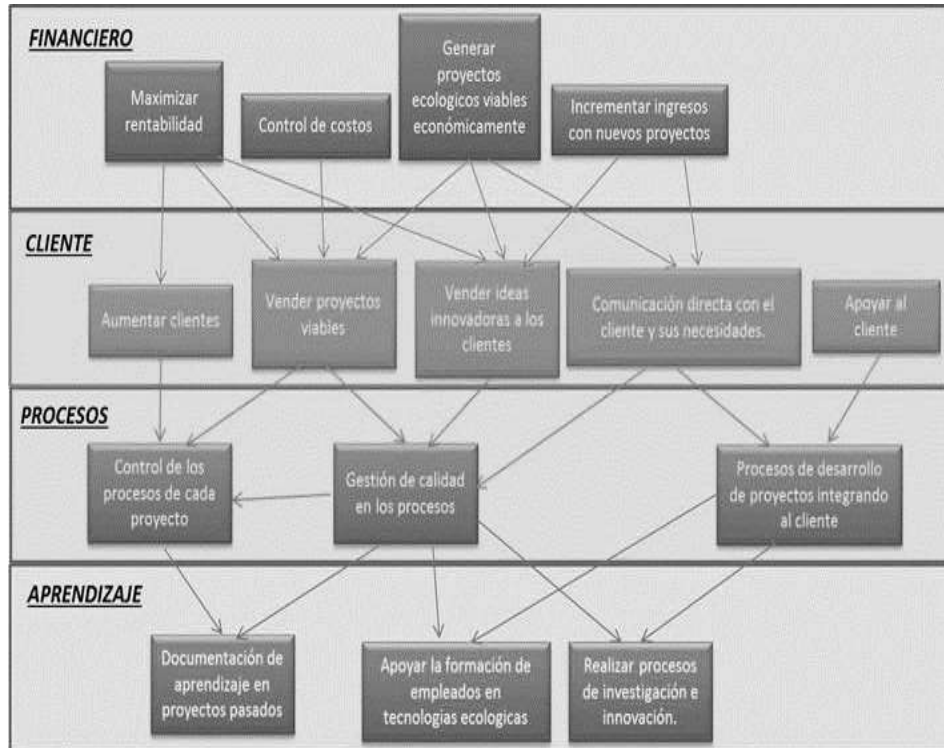 FINANCIERO
Maximizar
rentabilidad
Control de costos
Generar
proyectos
ecologicos viables
económicamente
Incrementar ingresos
con nuevos proyectos
CLIENTE
Aumentar clientes
Vender proyectos
viables
Vender ideas
innovadoras a los
clientes
Comunicación directa con el
cliente y sus necesidades.
Apoyar al
cliente
PROCESOS
Control de los
procesos de cada
proyecto
Gestión de calidad
en los procesos
Procesos de desarrollo
de proyectos integrando
al cliente
APRENDIZAJE
Documentación de
aprendizaje en
proyectos pasados
Apoyar la formación de
empleados en
tecnologias ecologicas
Realizar procesos
de investigación e
innovación.